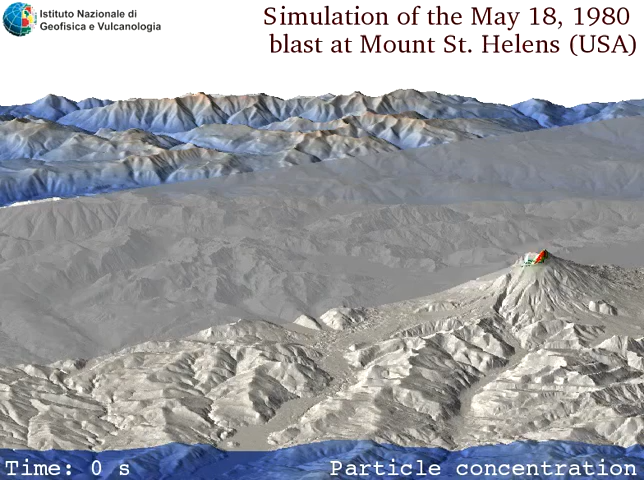 Istituto Nazionale di
Geofisica e Vulcanologia
Simulation of the May 18, 1980
blast at Mount St. Helens (USA)
Time: 0 s
Particle concentration